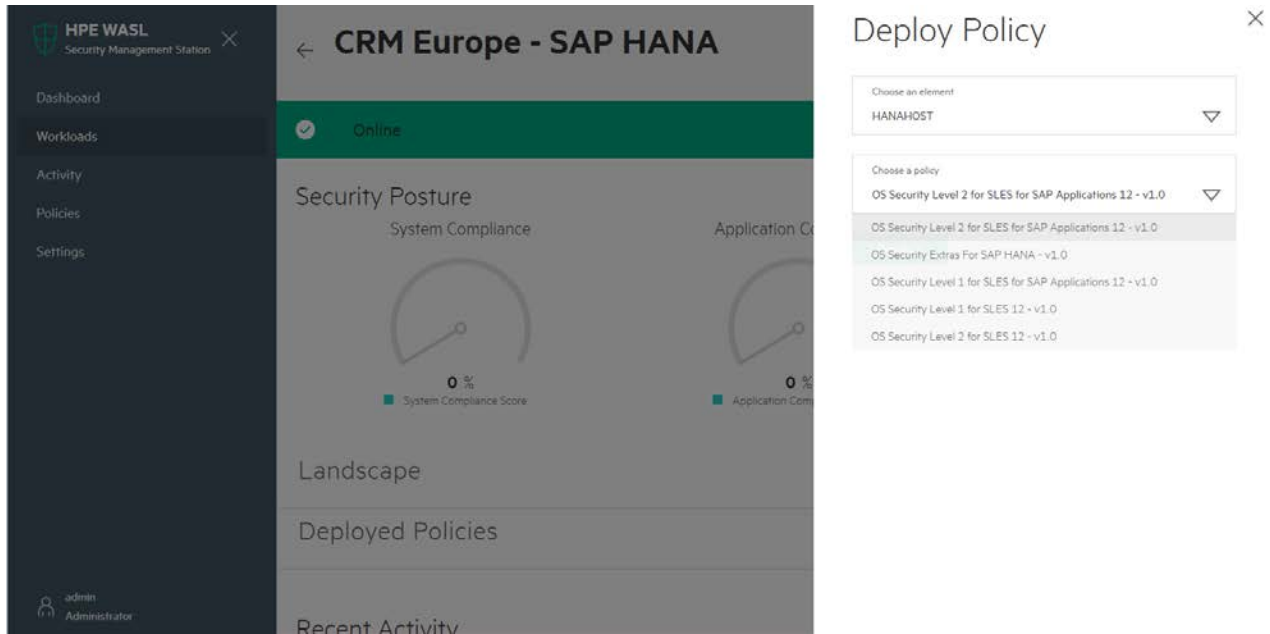 HPE WASL
Security Management Station
Dashboard
Workloads
Activity
Policies
Settings
admin
Administrator
CRM Europe - SAP HANA
Online
Security Posture
System Compliance
0 %
System Compliance Score
Application Co
0 %
Application Com
Landscape
Deployed Policies
Recent Activity
Deploy Policy
Choose an element
HANAHOST
Choose a policy
OS Security Level 2 for SLES for SAP Applications 12 - v1.0
OS Security Level 2 for SLES for SAP Applications 12 - v1.0
OS Security Extras For SAP HANA - v1.0
OS Security Level 1 for SLES for SAP Applications 12 - v1.0
OS Security Level 1 for SLES 12 - v1.0
OS Security Level 2 for SLES 12 - v1.0